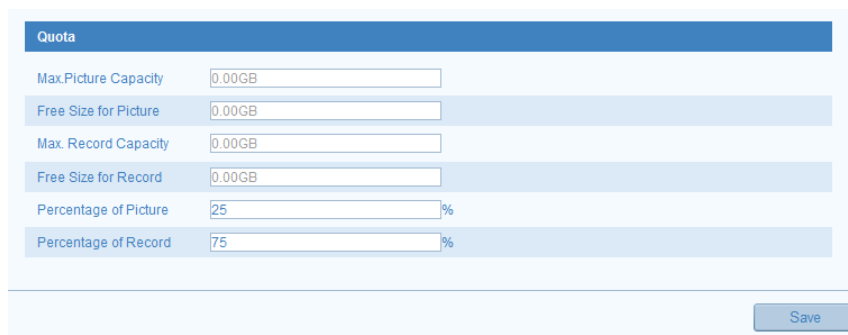 Quota
Max.Picture Capacity 0.00GB
Free Size for Picture 0.00GB
Max. Record Capacity 0.00GB
Free Size for Record 0.00GB
Percentage of Picture 25 %
Percentage of Record 75 %
Save